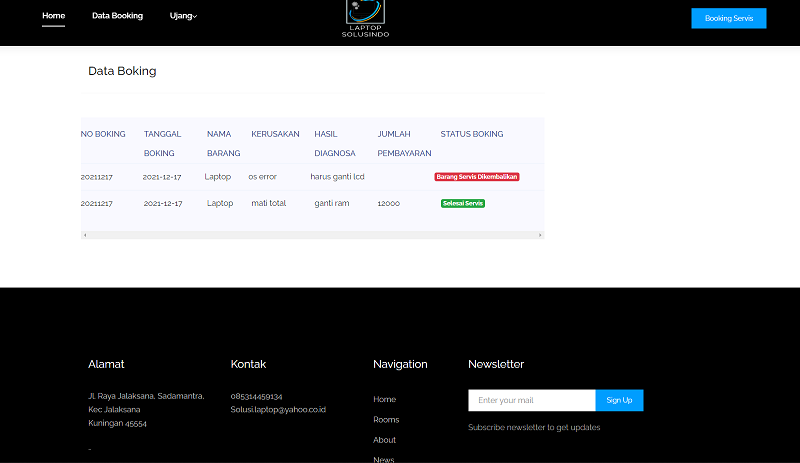 Home Data Booking Ujang
LAPTOP
SOLUSINDO
Booking Servis
Data Boking
NO BOKING TANGGAL BOKING NAMA BARANG KERUSAKAN HASIL DIAGNOSA JUMLAH PEMBAYARAN STATUS BOKING
20211217 2021-12-17 Laptop os error harus ganti lcd Barang Servis Dikembalikan
20211217 2021-12-17 Laptop mati total ganti ram 12000 Selesai Servis
Alamat
Jl. Raya Jalaksana, Sadamantra,
Kec Jalaksana
Kuningan 45554
-
Kontak
085314459134
Solusi.laptop@yahoo.co.id
Navigation
Home
Rooms
About
News
Newsletter
Enter your mail Sign Up
Subscribe newsletter to get updates